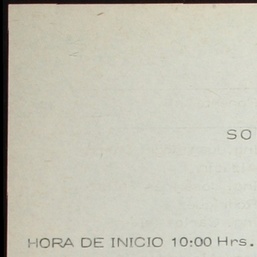 SO
HORA DE INICIO 10:00 Hrs.